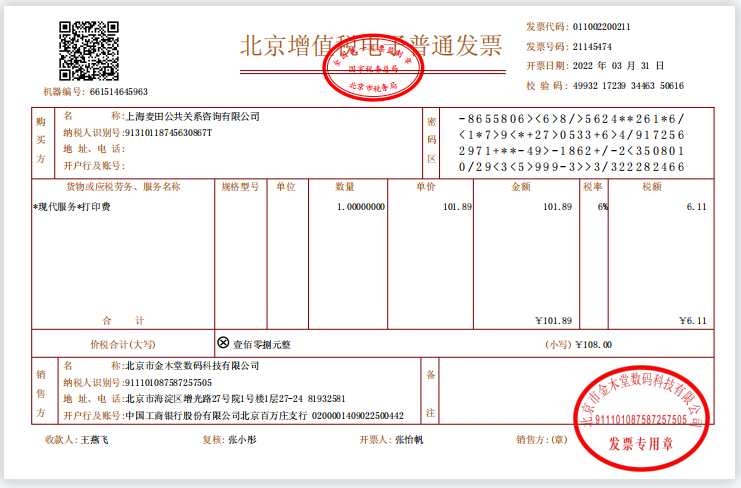 北京增值税电子普通发票
全国统一发票监制章
国家税务总局
北京市税务局
发票代码: 011002200211
发票号码: 21145474
开票日期: 2022 年 03 月 31 日
校 验 码: 49932 17239 34463 50616
机器编号: 661514645963
购买方
名 称:上海麦田公共关系咨询有限公司
纳税人识别号:91310118745630867T
地 址、电 话:
开户行及账号:
密码区
-8655806><6>8/>5624**261*6/
<1*7>9<*+27>0533+6>4/917256
2971+**-49>-1862+/-2<350801
0/29<3<5>999-3>>3/322282466
货物或应税劳务、服务名称 规格型号 单位 数量 单价 金额 税率 税额
*现代服务*打印费 1.00000000 101.89 101.89 6% 6.11
合 计 ¥101.89 ¥6.11
价税合计(大写) ⊗ 壹佰零捌元整 (小写) ¥108.00
销售方
名 称:北京市金木堂数码科技有限公司
纳税人识别号:911101087587257505
地 址、电 话:北京市海淀区增光路27号院1号楼1层27-24 81932581
开户行及账号:中国工商银行股份有限公司北京百万庄支行 0200001409022500442
备注
北京市金木堂数码科技有限公司
911101087587257505
发票专用章
收款人: 王燕飞 复核: 张小彤 开票人: 张怡帆 销售方: (章)